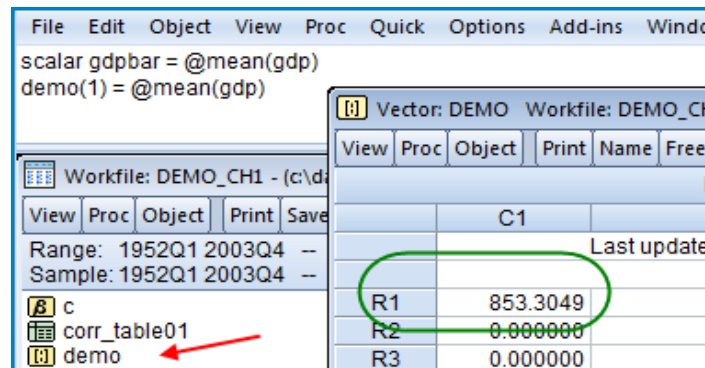 File Edit Object View Proc Quick Options Add-ins
scalar gdpbar = @mean(gdp)
demo(1) = @mean(gdp)
Vector: DEMO Workfile:
View Proc Object Print Name
Workfile: DEMO_CH1 -
View Proc Object Print Save
C1
Last update
Range: 1952Q1 2003Q4 --
Sample: 1952Q1 2003Q4 --
R1 853.3049
R2 0.000000
R3 0.000000
c
corr_table01
demo